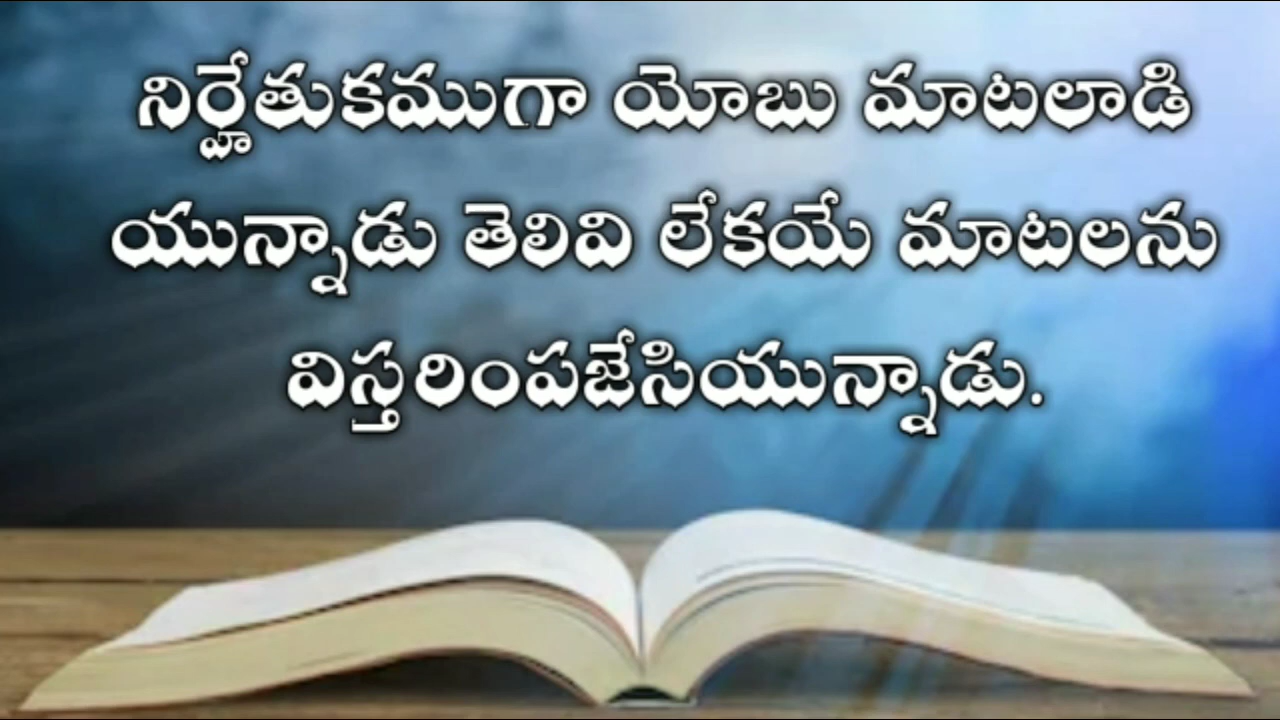 నిర్హేతుకముగా యోబు మాటలాడి
యున్నాడు తెలివి లేకయే మాటలను
విస్తరింపజేసియున్నాడు.